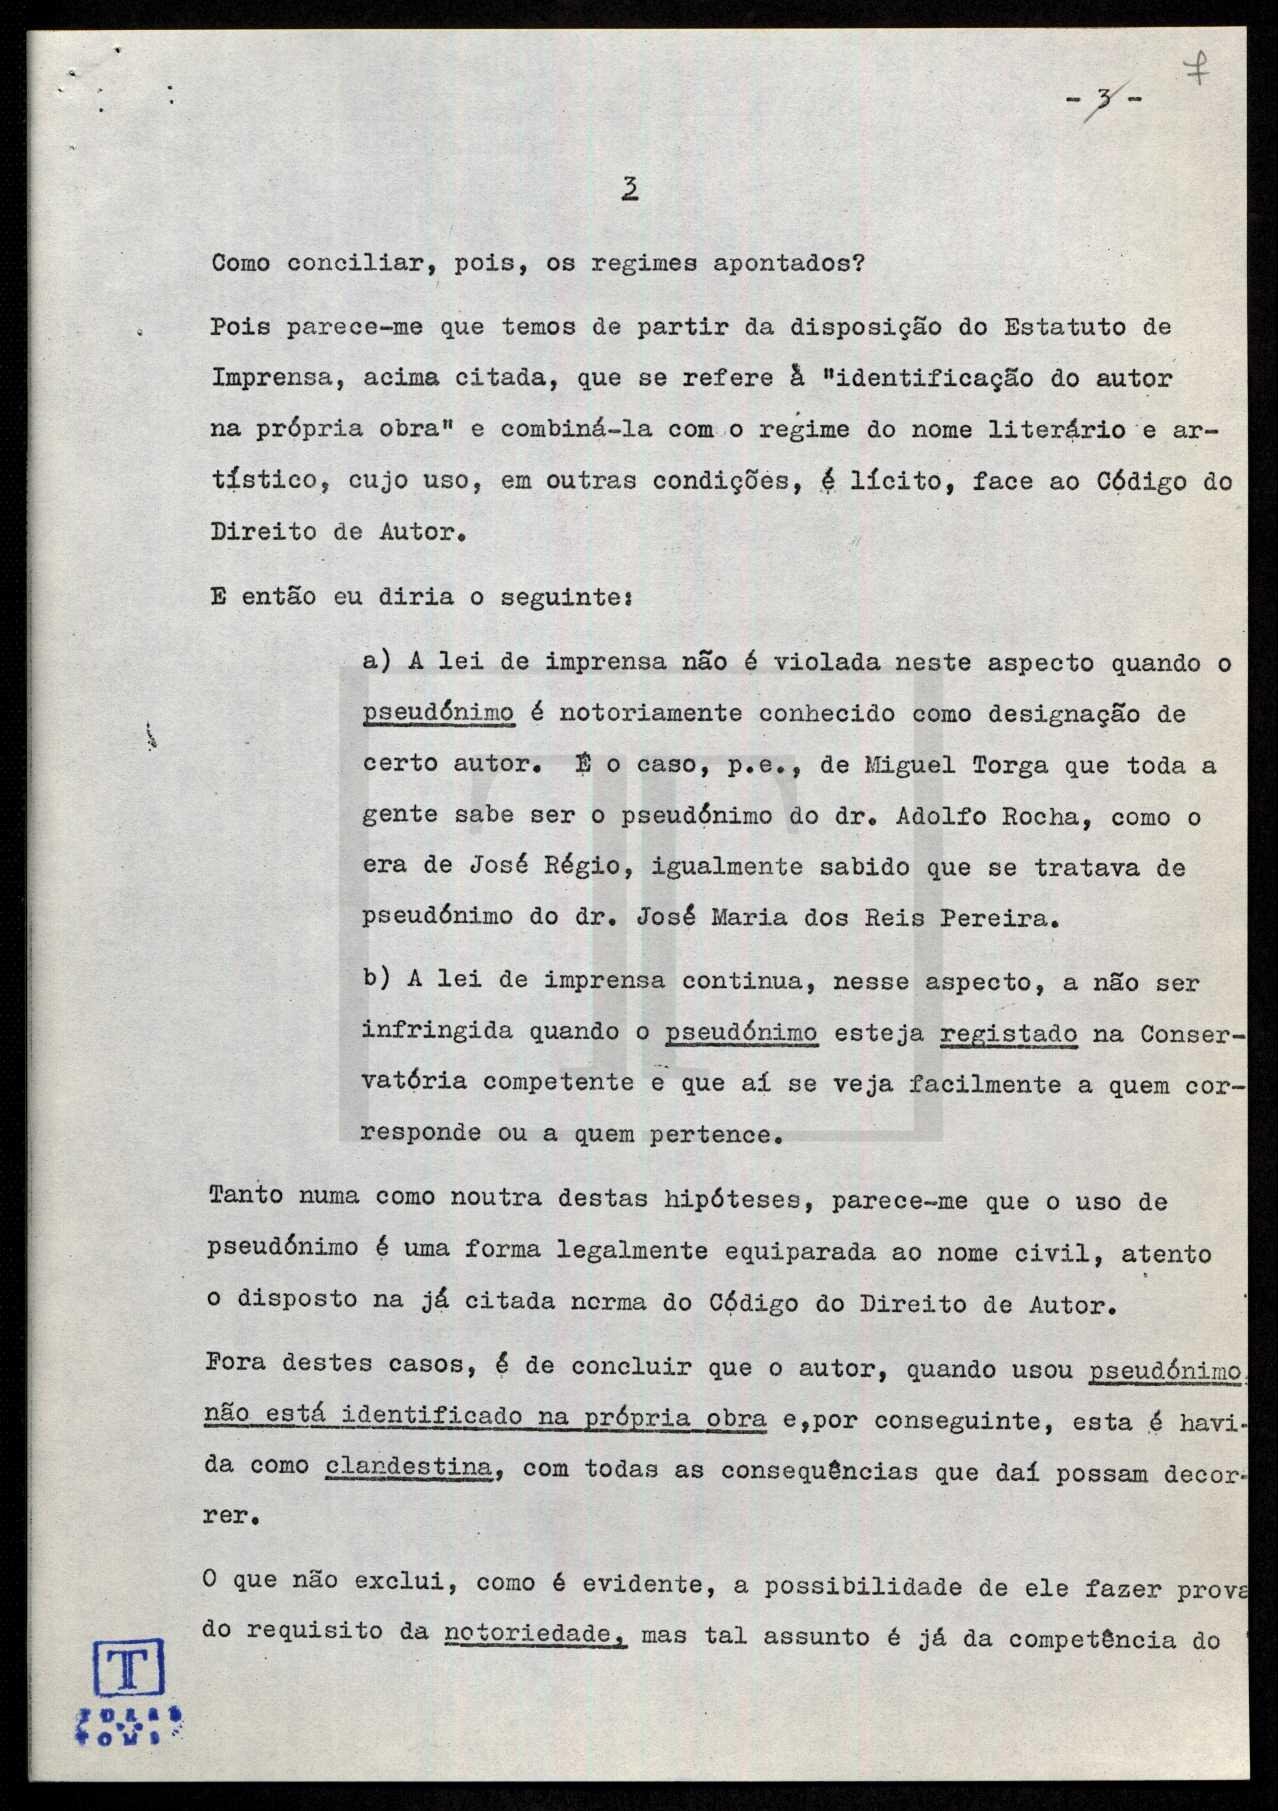 7
- 3 -
3
Como conciliar, pois, os regimes apontados?
Pois parece-me que temos de partir da disposição do Estatuto de
Imprensa, acima citada, que se refere à "identificação do autor
na própria obra" e combiná-la com o regime do nome literário e ar-
tístico, cujo uso, em outras condições, é lícito, face ao Código do
Direito de Autor.
E então eu diria o seguinte:
a) A lei de imprensa não é violada neste aspecto quando o
pseudónimo é notoriamente conhecido como designação de
certo autor. É o caso, p.e., de Miguel Torga que toda a
gente sabe ser o pseudónimo do dr. Adolfo Rocha, como o
era de José Régio, igualmente sabido que se tratava de
pseudónimo do dr. José Maria dos Reis Pereira.
b) A lei de imprensa continua, nesse aspecto, a não ser
infringida quando o pseudónimo esteja registado na Conser-
vatória competente e que aí se veja facilmente a quem cor-
responde ou a quem pertence.
Tanto numa como noutra destas hipóteses, parece-me que o uso de
pseudónimo é uma forma legalmente equiparada ao nome civil, atento
o disposto na já citada norma do Código do Direito de Autor.
Fora destes casos, é de concluir que o autor, quando usou pseudónimo,
não está identificado na própria obra e,por conseguinte, esta é havi-
da como clandestina, com todas as consequências que daí possam decor-
rer.
O que não exclui, como é evidente, a possibilidade de ele fazer prova
do requisito da notoriedade, mas tal assunto é já da competência do
T